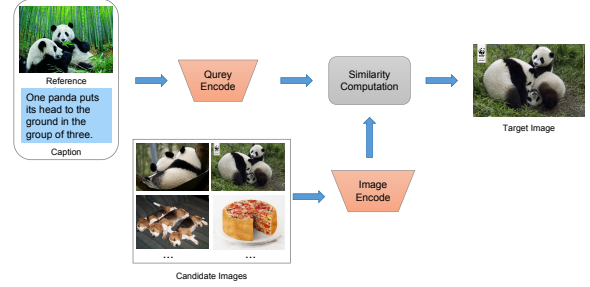 Reference
One panda puts
its head to the
ground in the
group of three.
Caption
Qurey
Encode
Similarity
Computation
Target Image
Image
Encode
...
...
Candidate Images